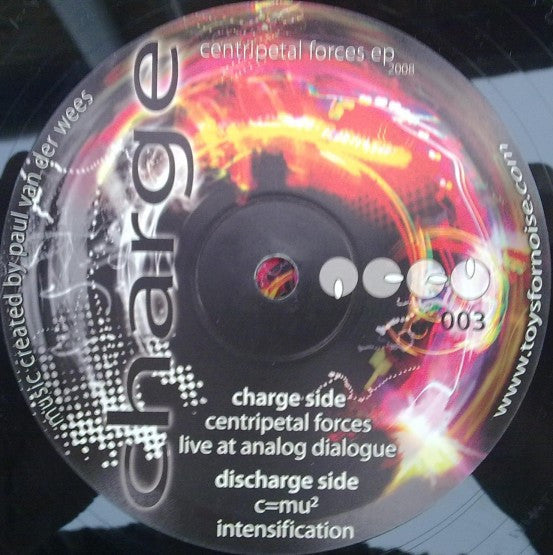 centripetal forces ep
2008
charge
music created by paul van der wees
www.toysfornoise.com
003
charge side
centripetal forces
live at analog dialogue
discharge side
c=mu²
intensification